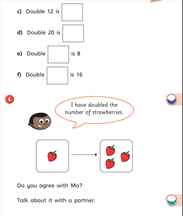 c) Double 12 is
d) Double 20 is
e) Double is 8
f) Double is 16
4
I have doubled the
number of strawberries.
Do you agree with Mo?
Talk about it with a partner.